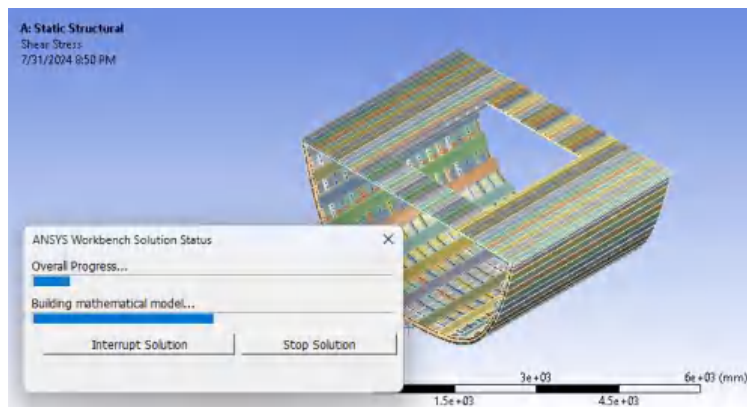 A: Static Structural
Shear Stress
7/31/2024 8:50 PM
ANSYS Workbench Solution Status
Overall Progress...
Building mathematical model...
Interrupt Solution Stop Solution
3e+03 6e+03 (mm)
1.5e+03 4.5e+03